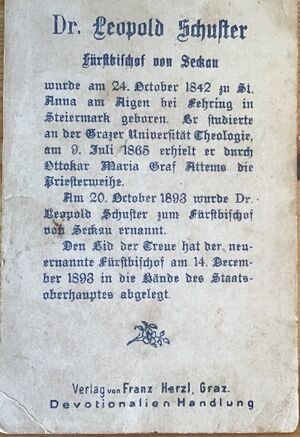 Dr. Leopold Schuster
Fürstbischof von Seckau
wurde am 24. October 1842 zu St.
Anna am Aigen bei Fehring in
Steiermark geboren. Er studierte
an der Grazer Universität Theologie,
am 9. Juli 1865 erhielt er durch
Ottokar Maria Graf Attems die
Priesterweihe.
Am 20. October 1893 wurde Dr.
Leopold Schuster zum Fürstbischof
von Seckau ernannt.
Den Eid der Treue hat der neu-
ernannte Fürstbischof am 14. Decem-
ber 1893 in die Hände des Staats-
oberhauptes abgelegt.
Verlag von Franz Herzl, Graz.
Devotionalien Handlung